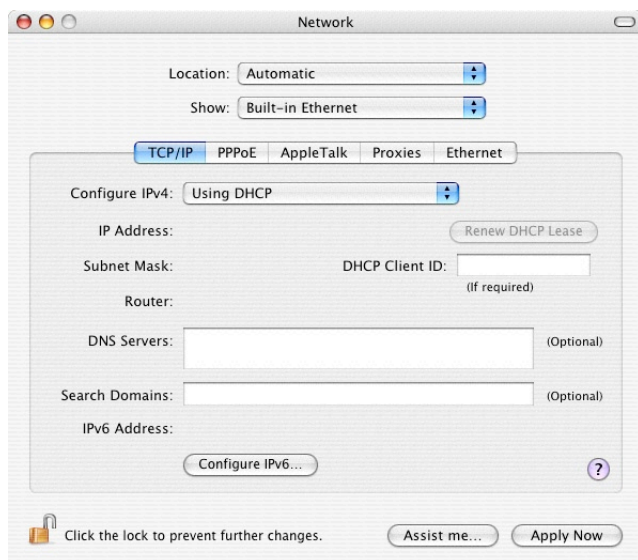 Network
Location: Automatic
Show: Built-in Ethernet
TCP/IP PPPoE AppleTalk Proxies Ethernet
Configure IPv4: Using DHCP
IP Address: Renew DHCP Lease
Subnet Mask: DHCP Client ID:
(If required)
Router:
DNS Servers: (Optional)
Search Domains: (Optional)
IPv6 Address:
Configure IPv6... ?
Click the lock to prevent further changes. Assist me... Apply Now